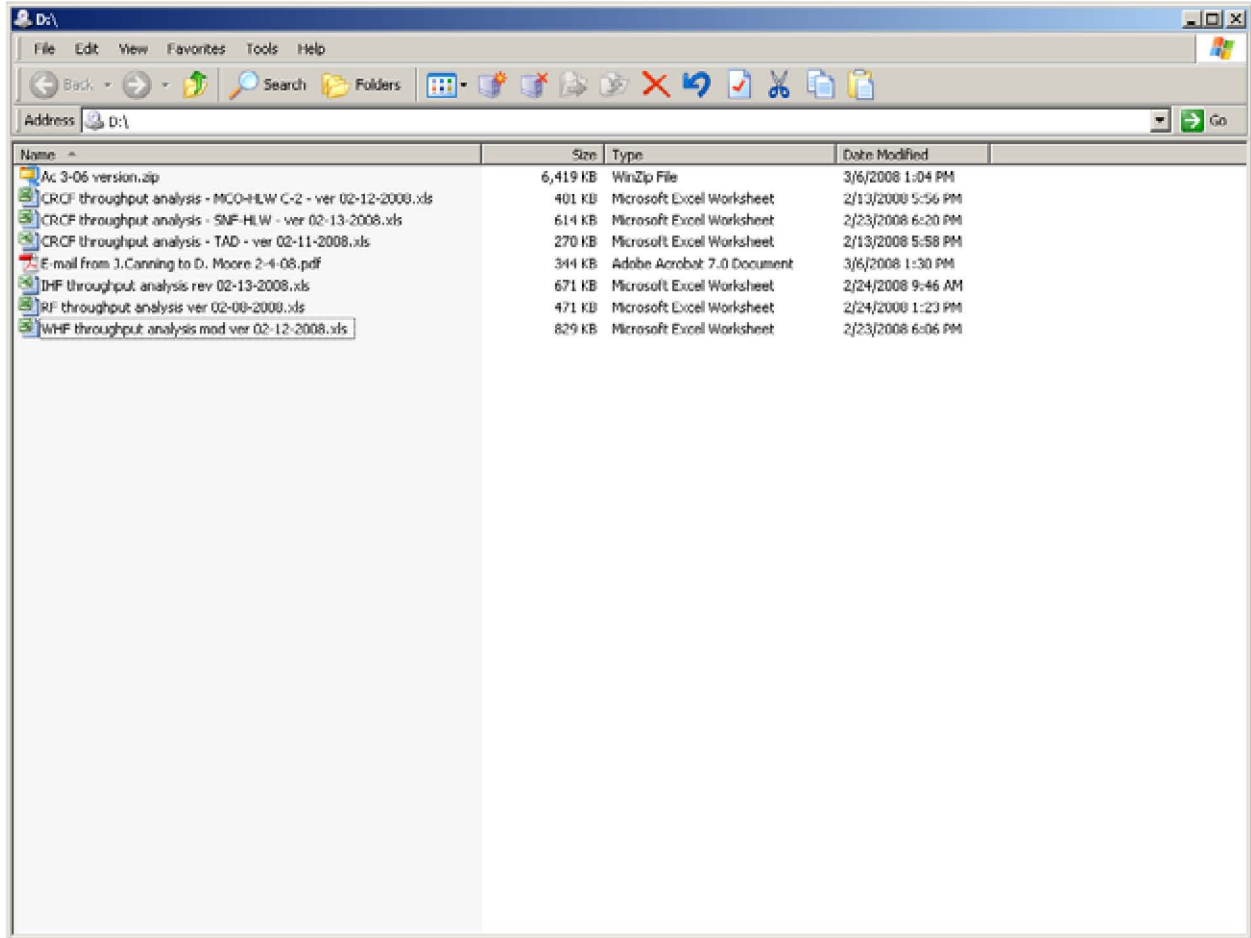 D:\
File Edit View Favorites Tools Help
Back Search Folders
Address D:\ Go
Name Size Type Date Modified
Ac 3-06 version.zip 6,419 KB WinZip File 3/6/2008 1:04 PM
CRCF throughput analysis - MCO-HLW C-2 - ver 02-12-2008.xls 401 KB Microsoft Excel Worksheet 2/13/2008 5:56 PM
CRCF throughput analysis - SNF-HLW - ver 02-13-2008.xls 614 KB Microsoft Excel Worksheet 2/23/2008 6:20 PM
CRCF throughput analysis - TAD - ver 02-11-2008.xls 270 KB Microsoft Excel Worksheet 2/13/2008 5:58 PM
E-mail from J.Canning to D. Moore 2-4-08.pdf 344 KB Adobe Acrobat 7.0 Document 3/6/2008 1:30 PM
IHF throughput analysis rev 02-13-2008.xls 671 KB Microsoft Excel Worksheet 2/24/2008 9:46 AM
RF throughput analysis ver 02-08-2008.xls 471 KB Microsoft Excel Worksheet 2/24/2008 1:23 PM
WHF throughput analysis mod ver 02-12-2008.xls 829 KB Microsoft Excel Worksheet 2/23/2008 6:06 PM